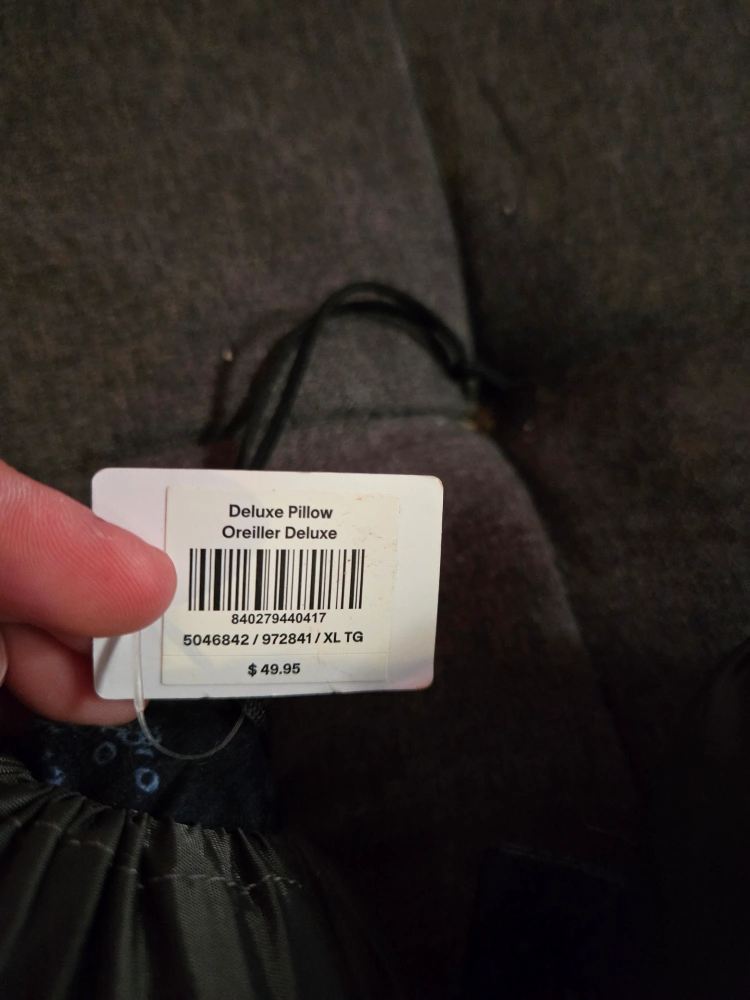 Deluxe Pillow
Oreiller Deluxe
840279440417
5046842 / 972841 / XL TG
$ 49.95